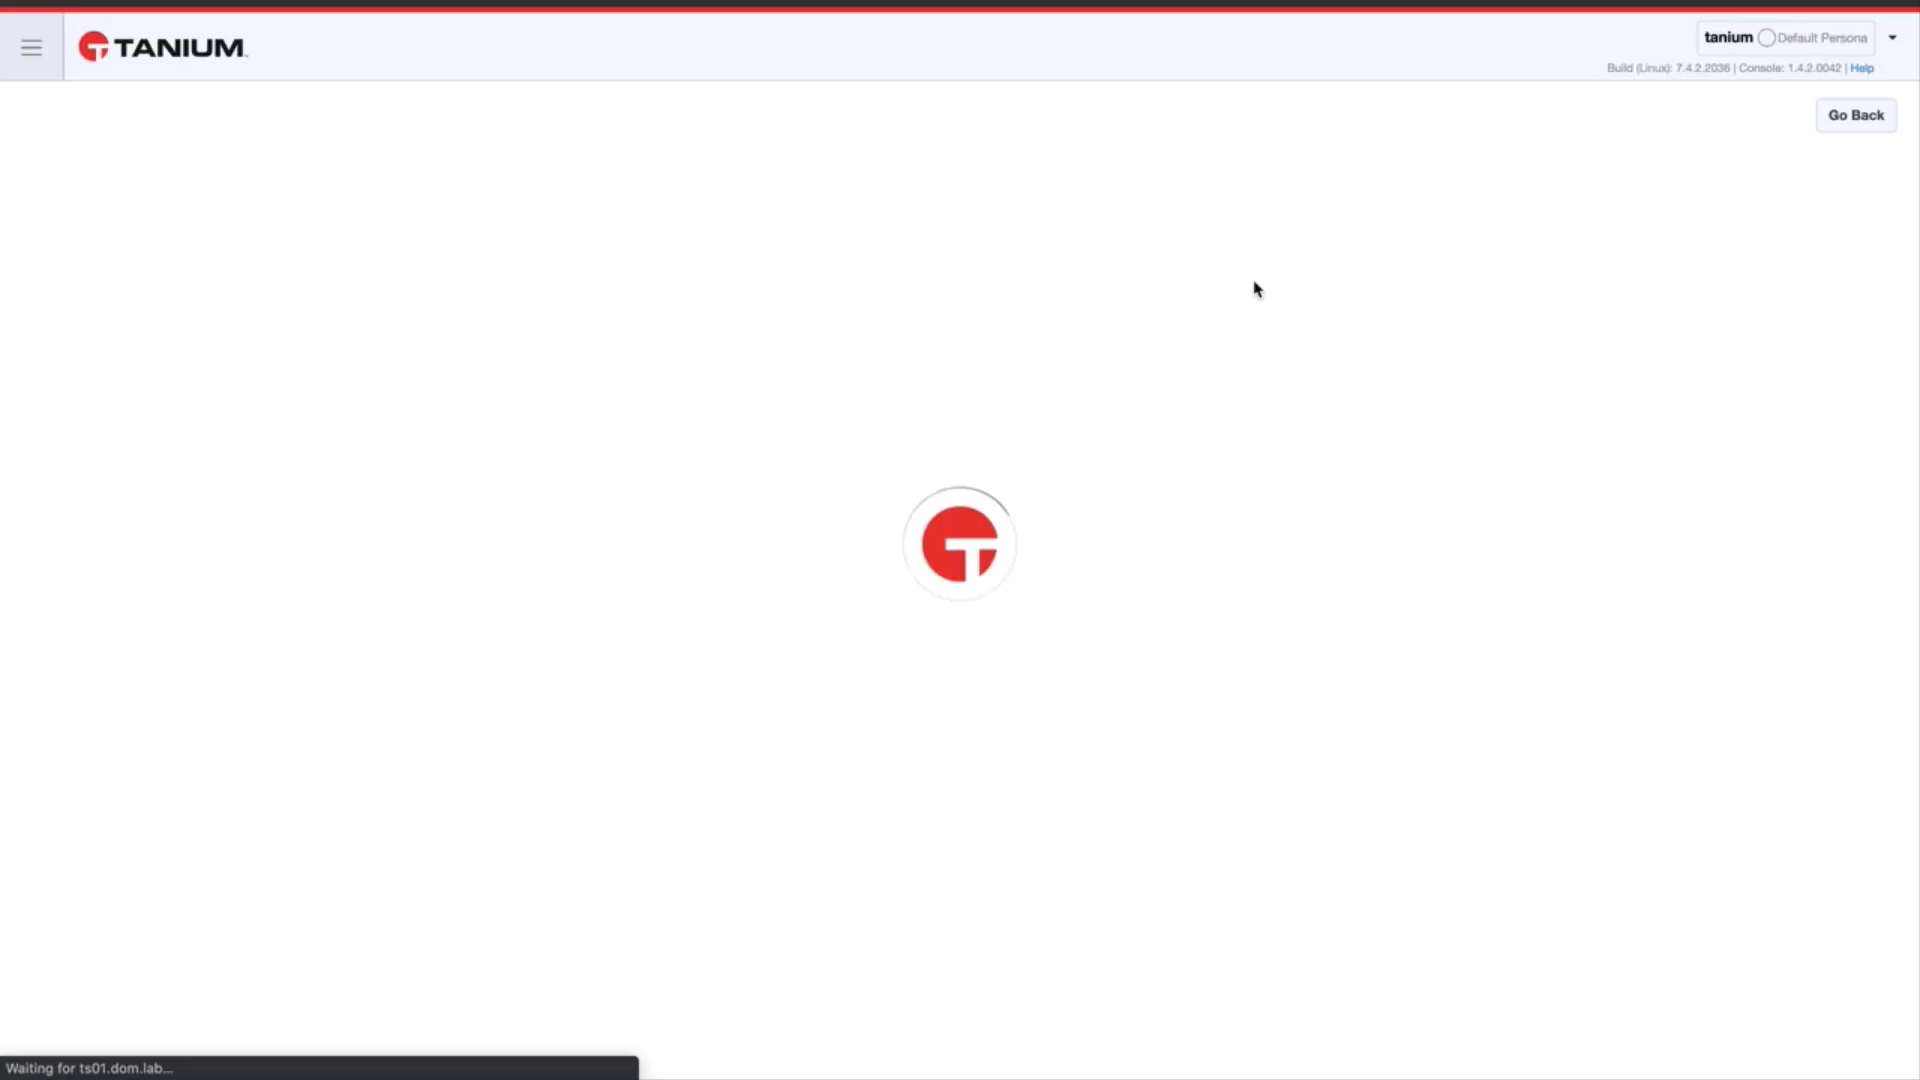 TANIUM
tanium Default Persona
Build (Linux): 7.4.2.2036 | Console: 1.4.2.0042 | Help
Go Back
Waiting for ts01.dom.lab...